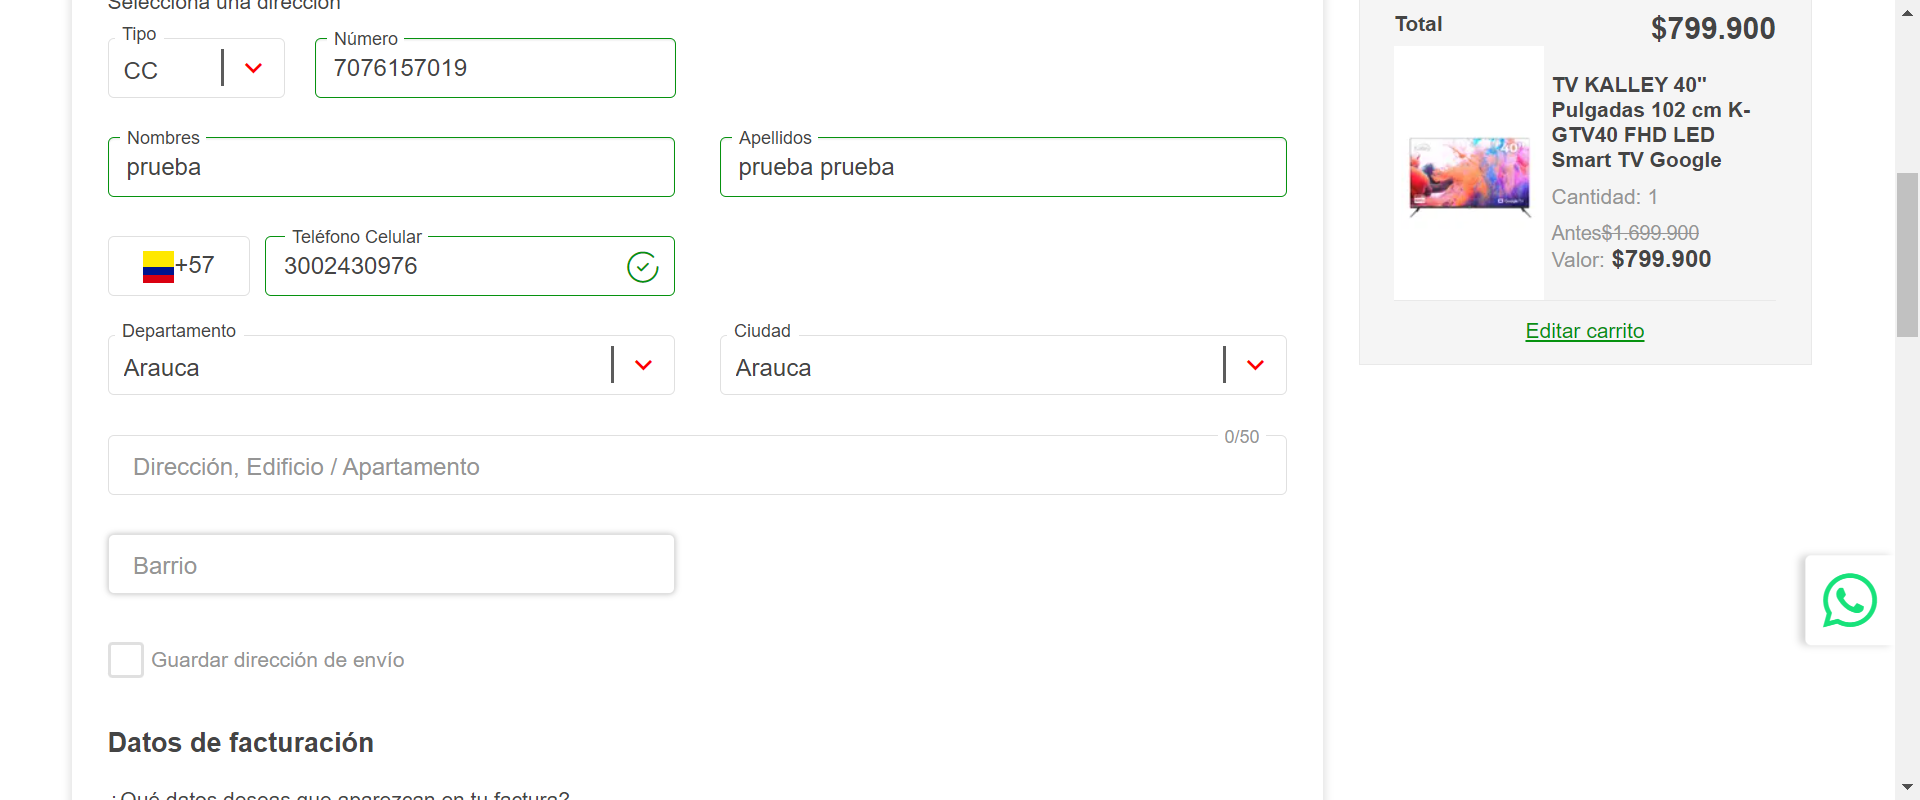 Selecciona una dirección
Tipo
CC
Número
7076157019
Nombres
prueba
Apellidos
prueba prueba
+57
Teléfono Celular
3002430976
Departamento
Arauca
Ciudad
Arauca
0/50
Dirección, Edificio / Apartamento
Barrio
Guardar dirección de envío
Datos de facturación
¿Qué datos deseas que aparezcan en tu factura?
Total
$799.900
TV KALLEY 40"
Pulgadas 102 cm K-
GTV40 FHD LED
Smart TV Google
Cantidad: 1
Antes$1.699.900
Valor: $799.900
Editar carrito